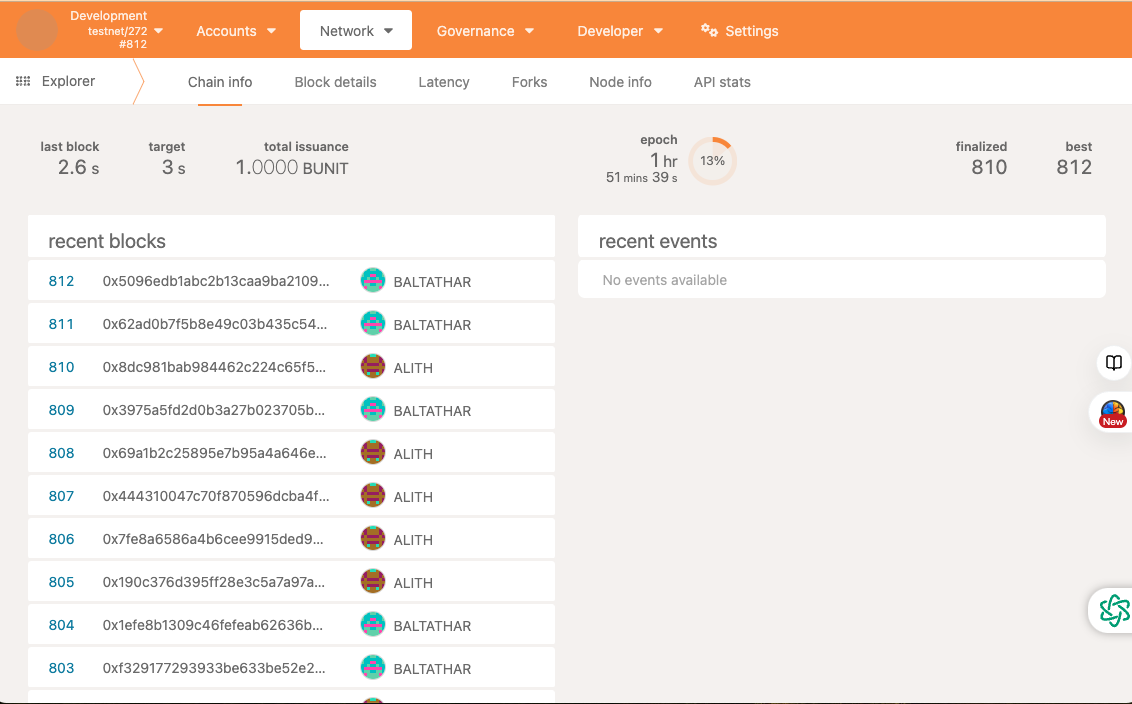 Development
testnet/272
#812
Accounts
Network
Governance
Developer
Settings
Explorer
Chain info
Block details
Latency
Forks
Node info
API stats
last block
2.6 s
target
3 s
total issuance
1.0000 BUNIT
epoch
1 hr
51 mins 39 s
13%
finalized
810
best
812
recent blocks
812 0x5096edb1abc2b13caa9ba2109... BALTATHAR
811 0x62ad0b7f5b8e49c03b435c54... BALTATHAR
810 0x8dc981bab984462c224c65f5... ALITH
809 0x3975a5fd2d0b3a27b023705b... BALTATHAR
808 0x69a1b2c25895e7b95a4a646e... ALITH
807 0x444310047c70f870596dcba4f... ALITH
806 0x7fe8a6586a4b6cee9915ded9... ALITH
805 0x190c376d395ff28e3c5a7a97a... ALITH
804 0x1efe8b1309c46fefeab62636b... BALTATHAR
803 0xf329177293933be633be52e2... BALTATHAR
recent events
No events available
New